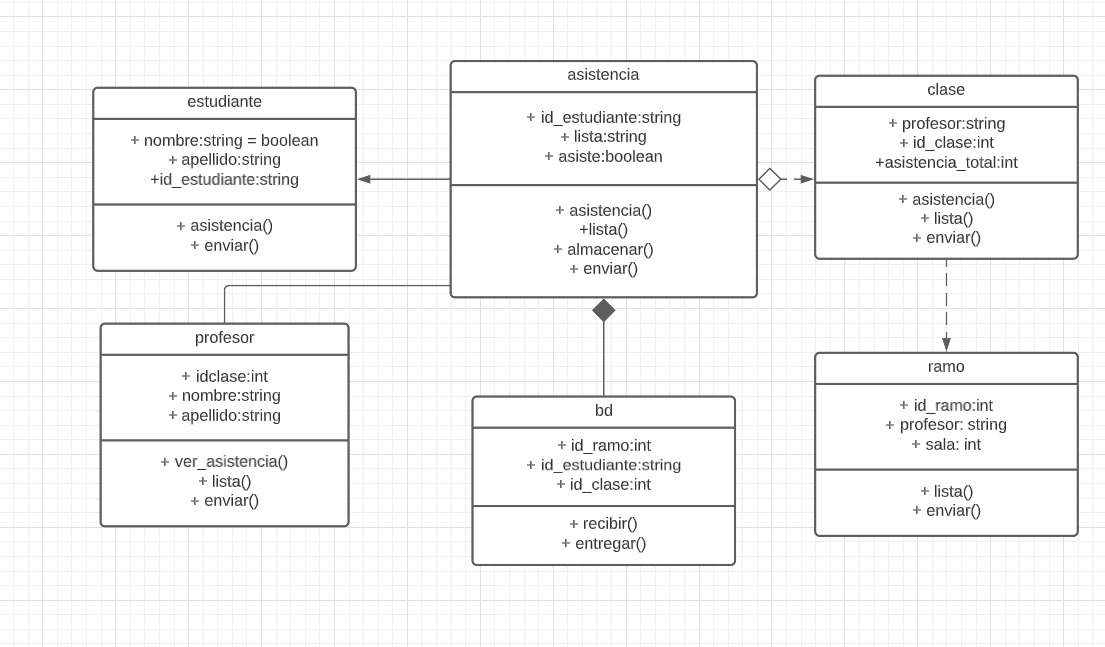 estudiante
+ nombre:string = boolean
+ apellido:string
+id_estudiante:string
+ asistencia()
+ enviar()
asistencia
+ id_estudiante:string
+ lista:string
+ asiste:boolean
+ asistencia()
+lista()
+ almacenar()
+ enviar()
clase
+ profesor:string
+ id_clase:int
+asistencia_total:int
+ asistencia()
+ lista()
+ enviar()
profesor
+ idclase:int
+ nombre:string
+ apellido:string
+ ver_asistencia()
+ lista()
+ enviar()
bd
+ id_ramo:int
+ id_estudiante:string
+ id_clase:int
+ recibir()
+ entregar()
ramo
+ id_ramo:int
+ profesor: string
+ sala: int
+ lista()
+ enviar()